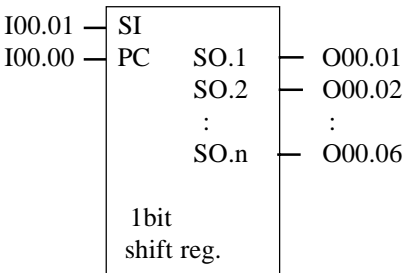 I00.01 SI
I00.00 PC SO.1 O00.01
SO.2 O00.02
: :
SO.n O00.06
1bit
shift reg.